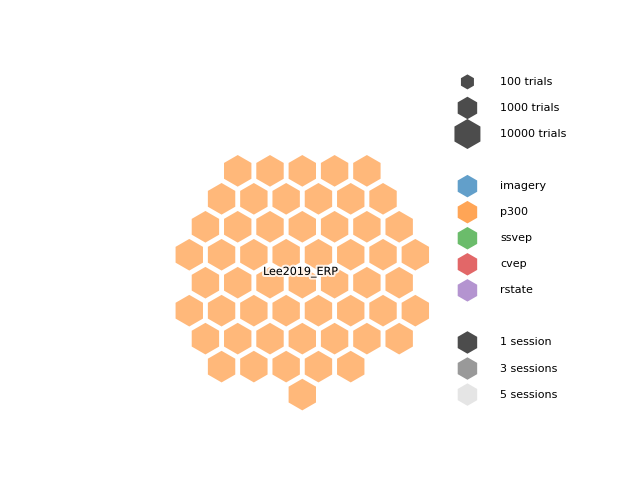 100 trials
1000 trials
10000 trials
imagery
p300
Lee2019_ERP
ssvep
cvep
rstate
1 session
3 sessions
5 sessions